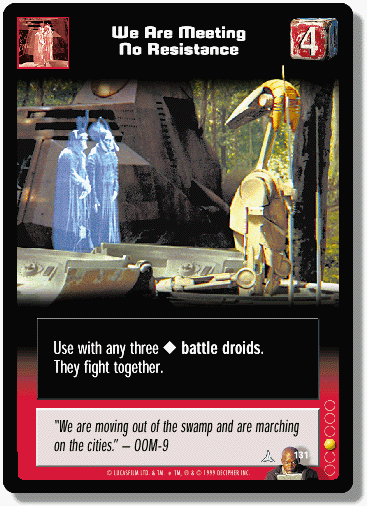 We Are Meeting
No Resistance
4
Use with any three ◆ battle droids.
They fight together.
"We are moving out of the swamp and are marching
on the cities." – OOM-9
131
© LUCASFILM LTD. & TM. ® TM, ® & © 1999 DECIPHER INC.